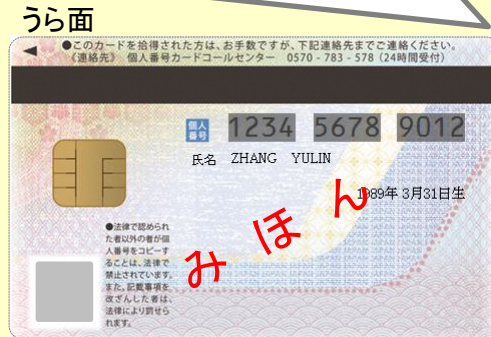 うら面
●このカードを拾得された方は、お手数ですが、下記連絡先までご連絡ください。
《連絡先》 個人番号カードコールセンター 0570-783-578 (24時間受付)
個人
番号
1234 5678 9012
氏名 ZHANG YULIN
1989年 3月31日生
みほん
●法律で認められ
た者以外の者が個
人番号をコピーす
ることは、法律で
禁止されています。
また、記載事項を
改ざんした者は、
法律により罰せら
れます。